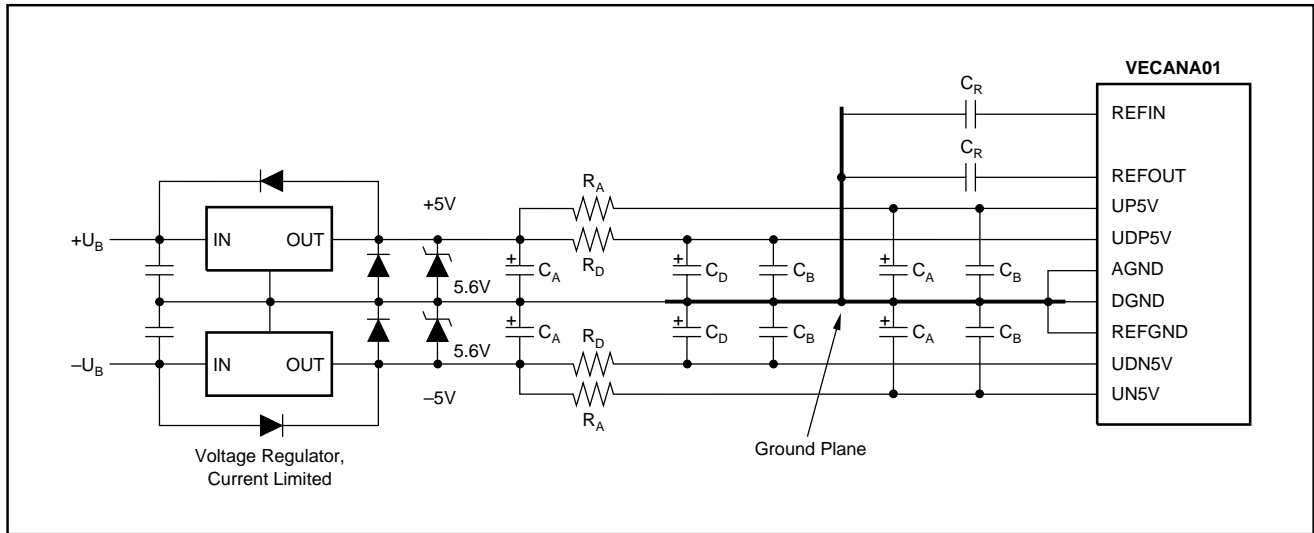 VECANA01
C_R
REFIN
C_R
REFOUT
R_A
+5V
UP5V
+U_B
IN
OUT
UDP5V
R_D
+
C_A
+
C_D
C_B
+
C_A
C_B
AGND
5.6V
DGND
+
C_A
R_D
+
C_D
C_B
+
C_A
C_B
REFGND
5.6V
–U_B
IN
OUT
UDN5V
–5V
UN5V
R_A
Voltage Regulator,
Current Limited
Ground Plane